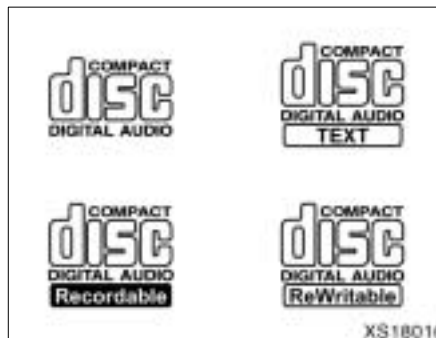 COMPACT
disc
DIGITAL AUDIO
COMPACT
disc
DIGITAL AUDIO
TEXT
COMPACT
disc
DIGITAL AUDIO
Recordable
COMPACT
disc
DIGITAL AUDIO
ReWritable